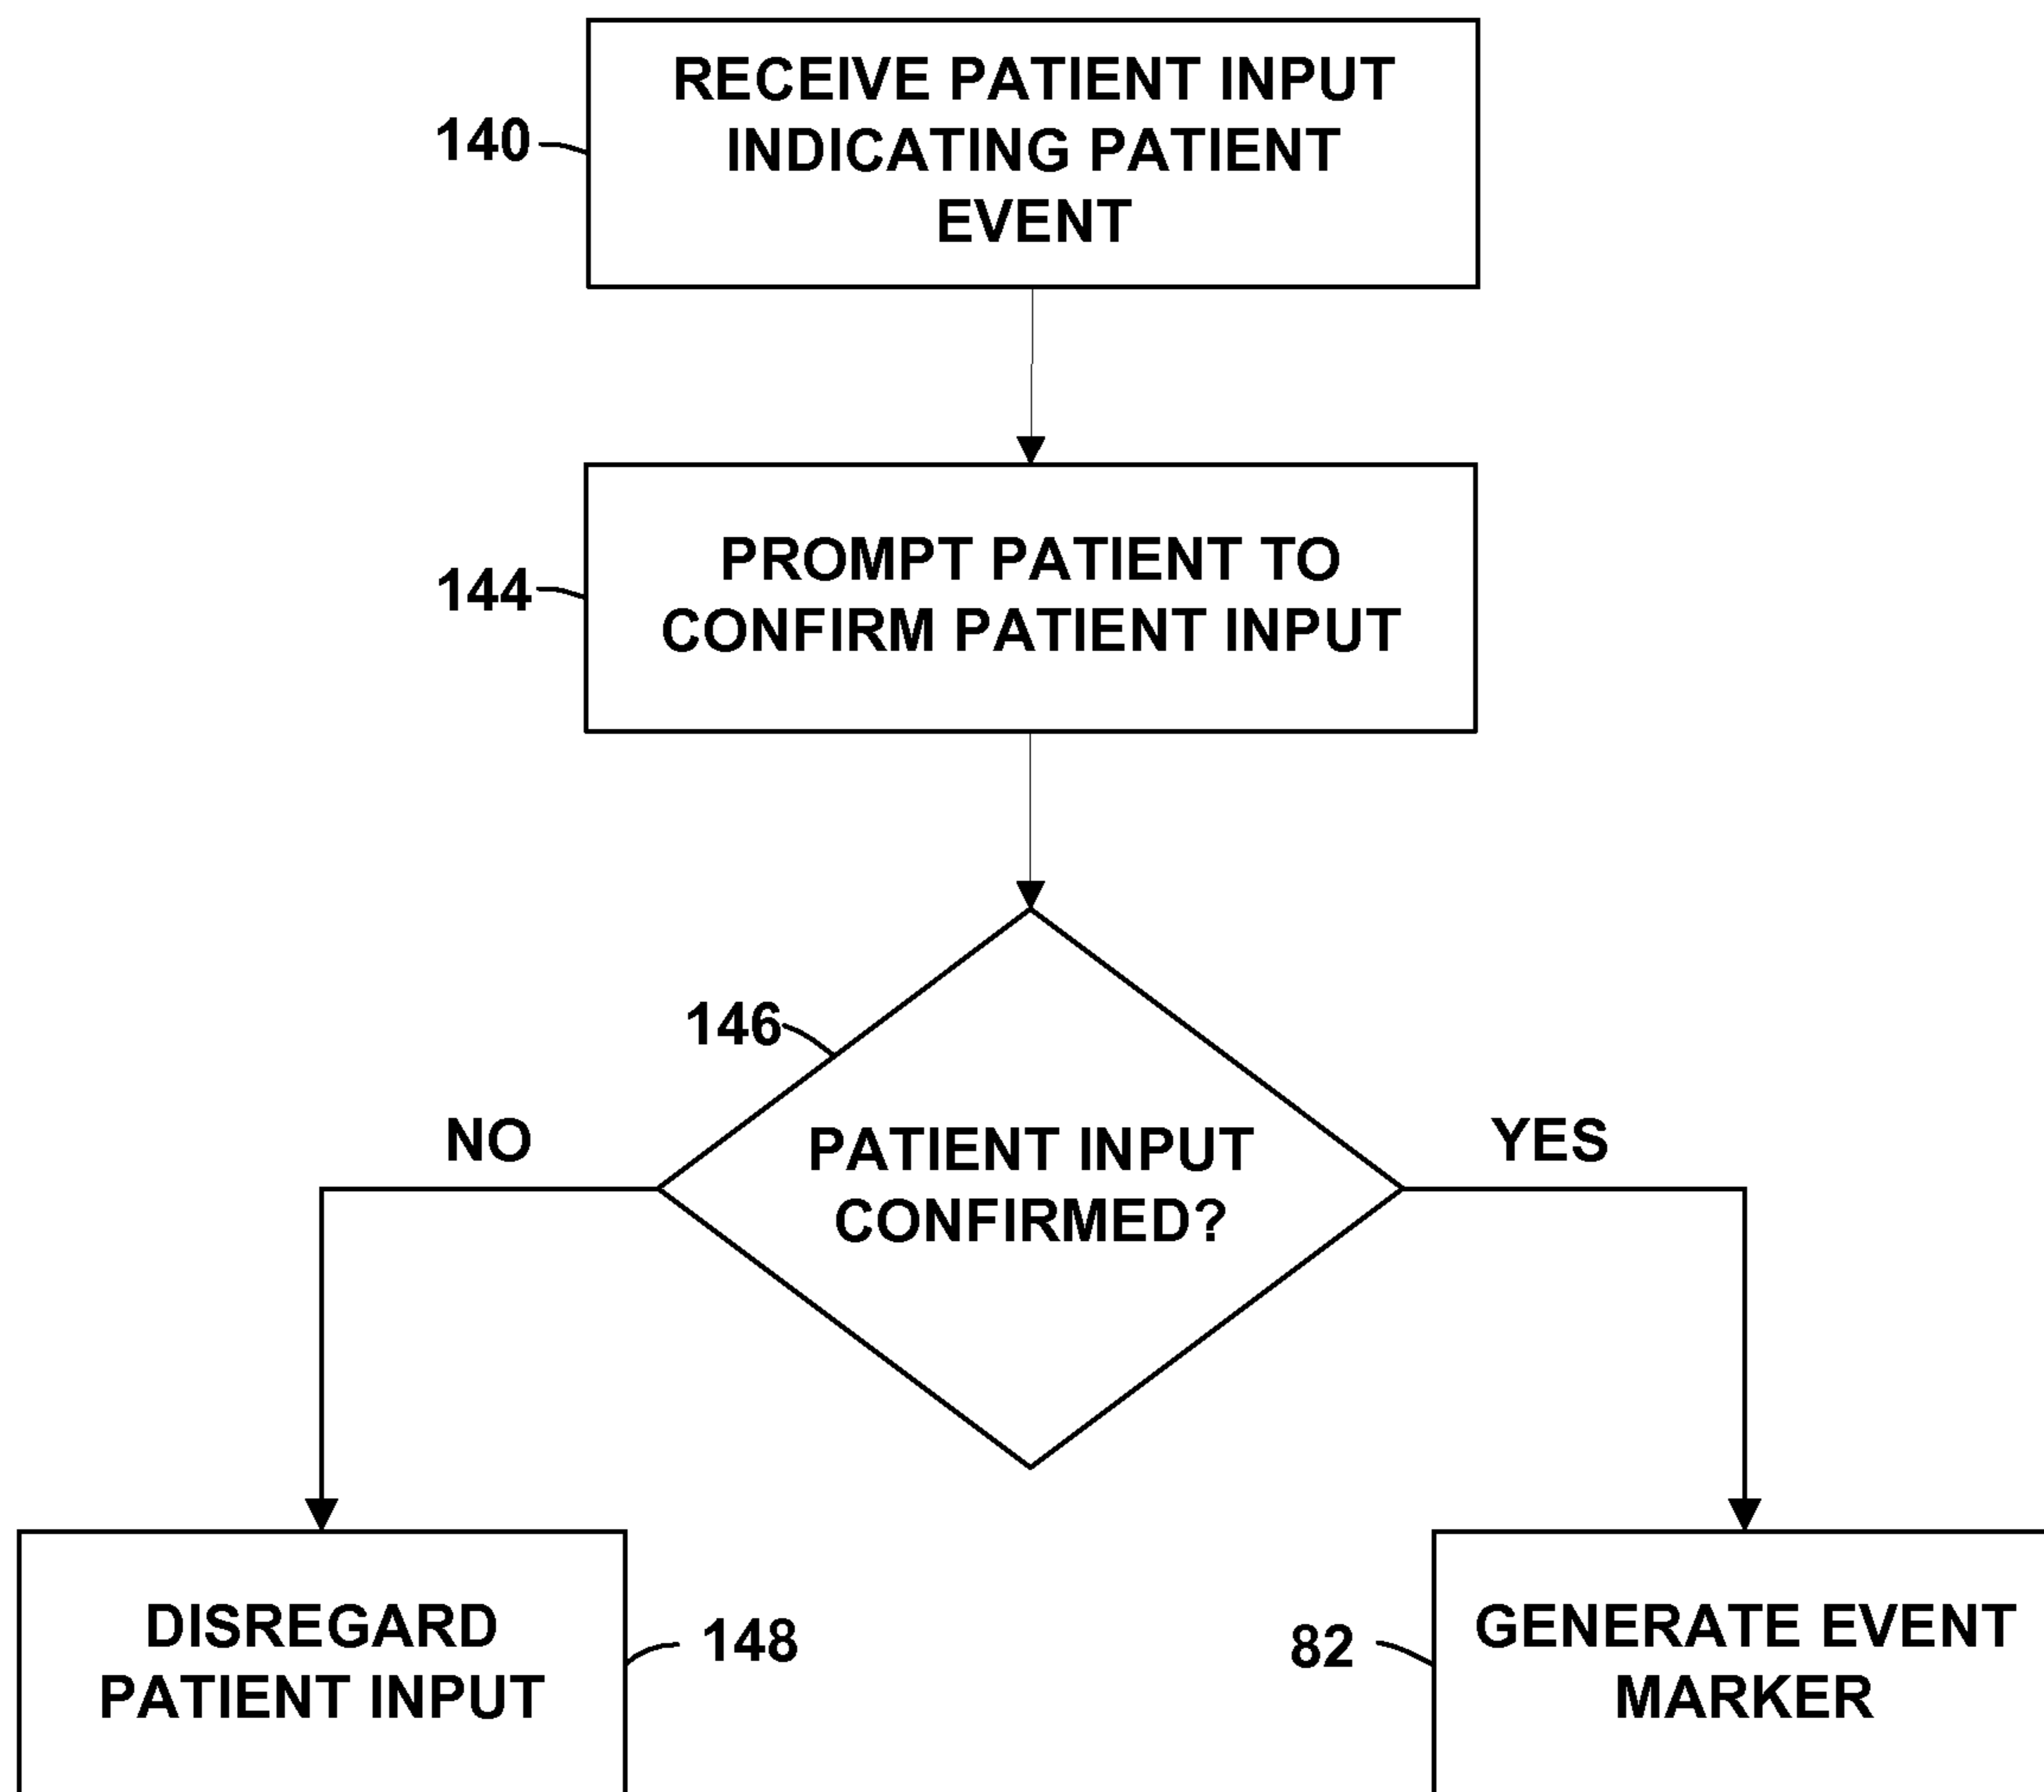 RECEIVE PATIENT INPUT
INDICATING PATIENT
EVENT
140
PROMPT PATIENT TO
CONFIRM PATIENT INPUT
144
146
NO
YES
PATIENT INPUT
CONFIRMED?
DISREGARD
PATIENT INPUT
148
82
GENERATE EVENT
MARKER